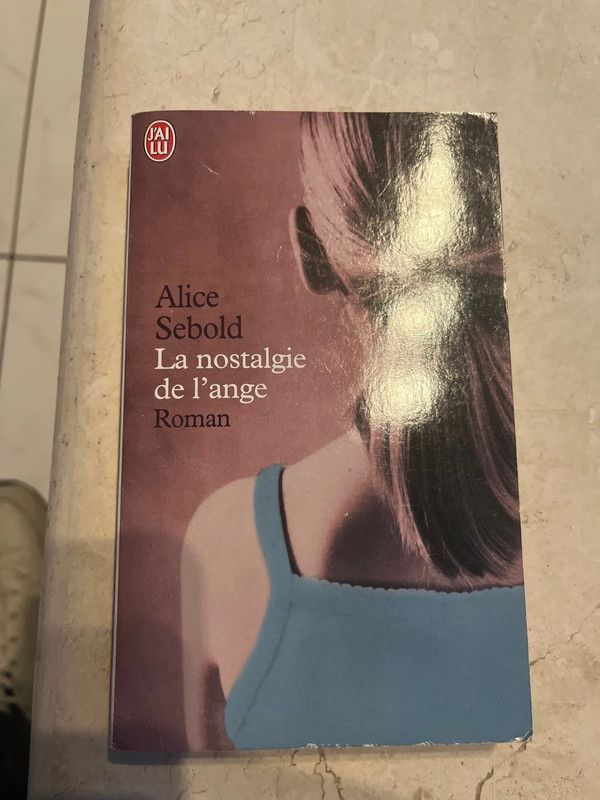 J'AI
LU
Alice
Sebold
La nostalgie
de l'ange
Roman